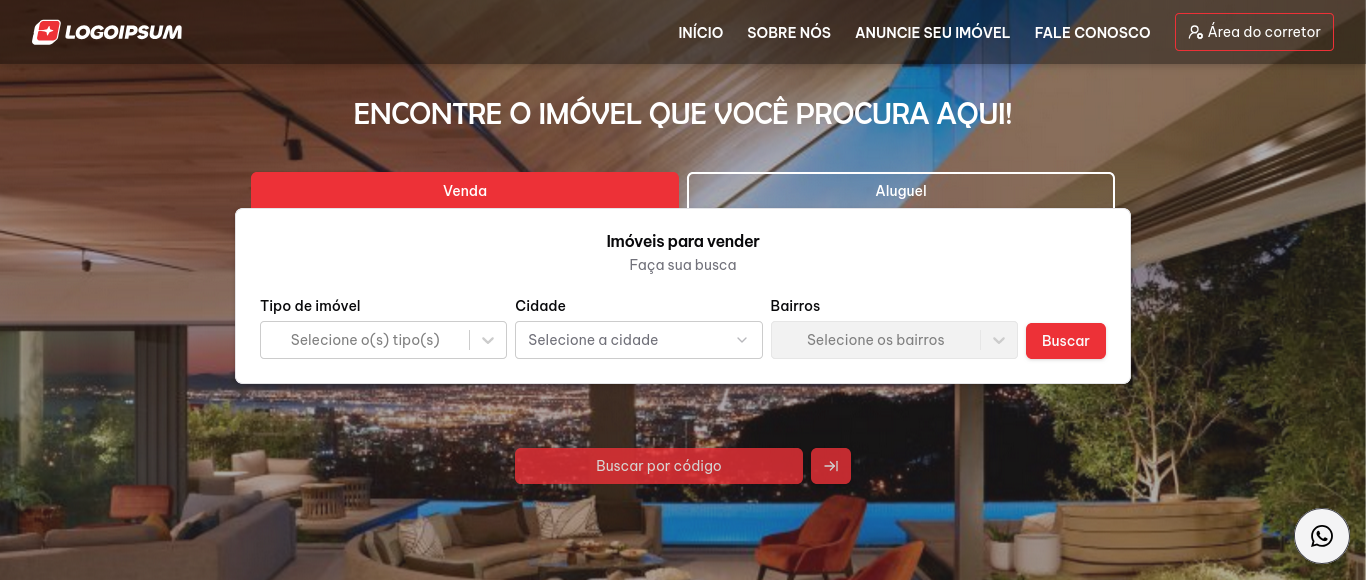 LOGOIPSUM
INÍCIO SOBRE NÓS ANUNCIE SEU IMÓVEL FALE CONOSCO Área do corretor
ENCONTRE O IMÓVEL QUE VOCÊ PROCURA AQUI!
Venda Aluguel
Imóveis para vender
Faça sua busca
Tipo de imóvel Cidade Bairros
Selecione o(s) tipo(s) Selecione a cidade Selecione os bairros Buscar
Buscar por código